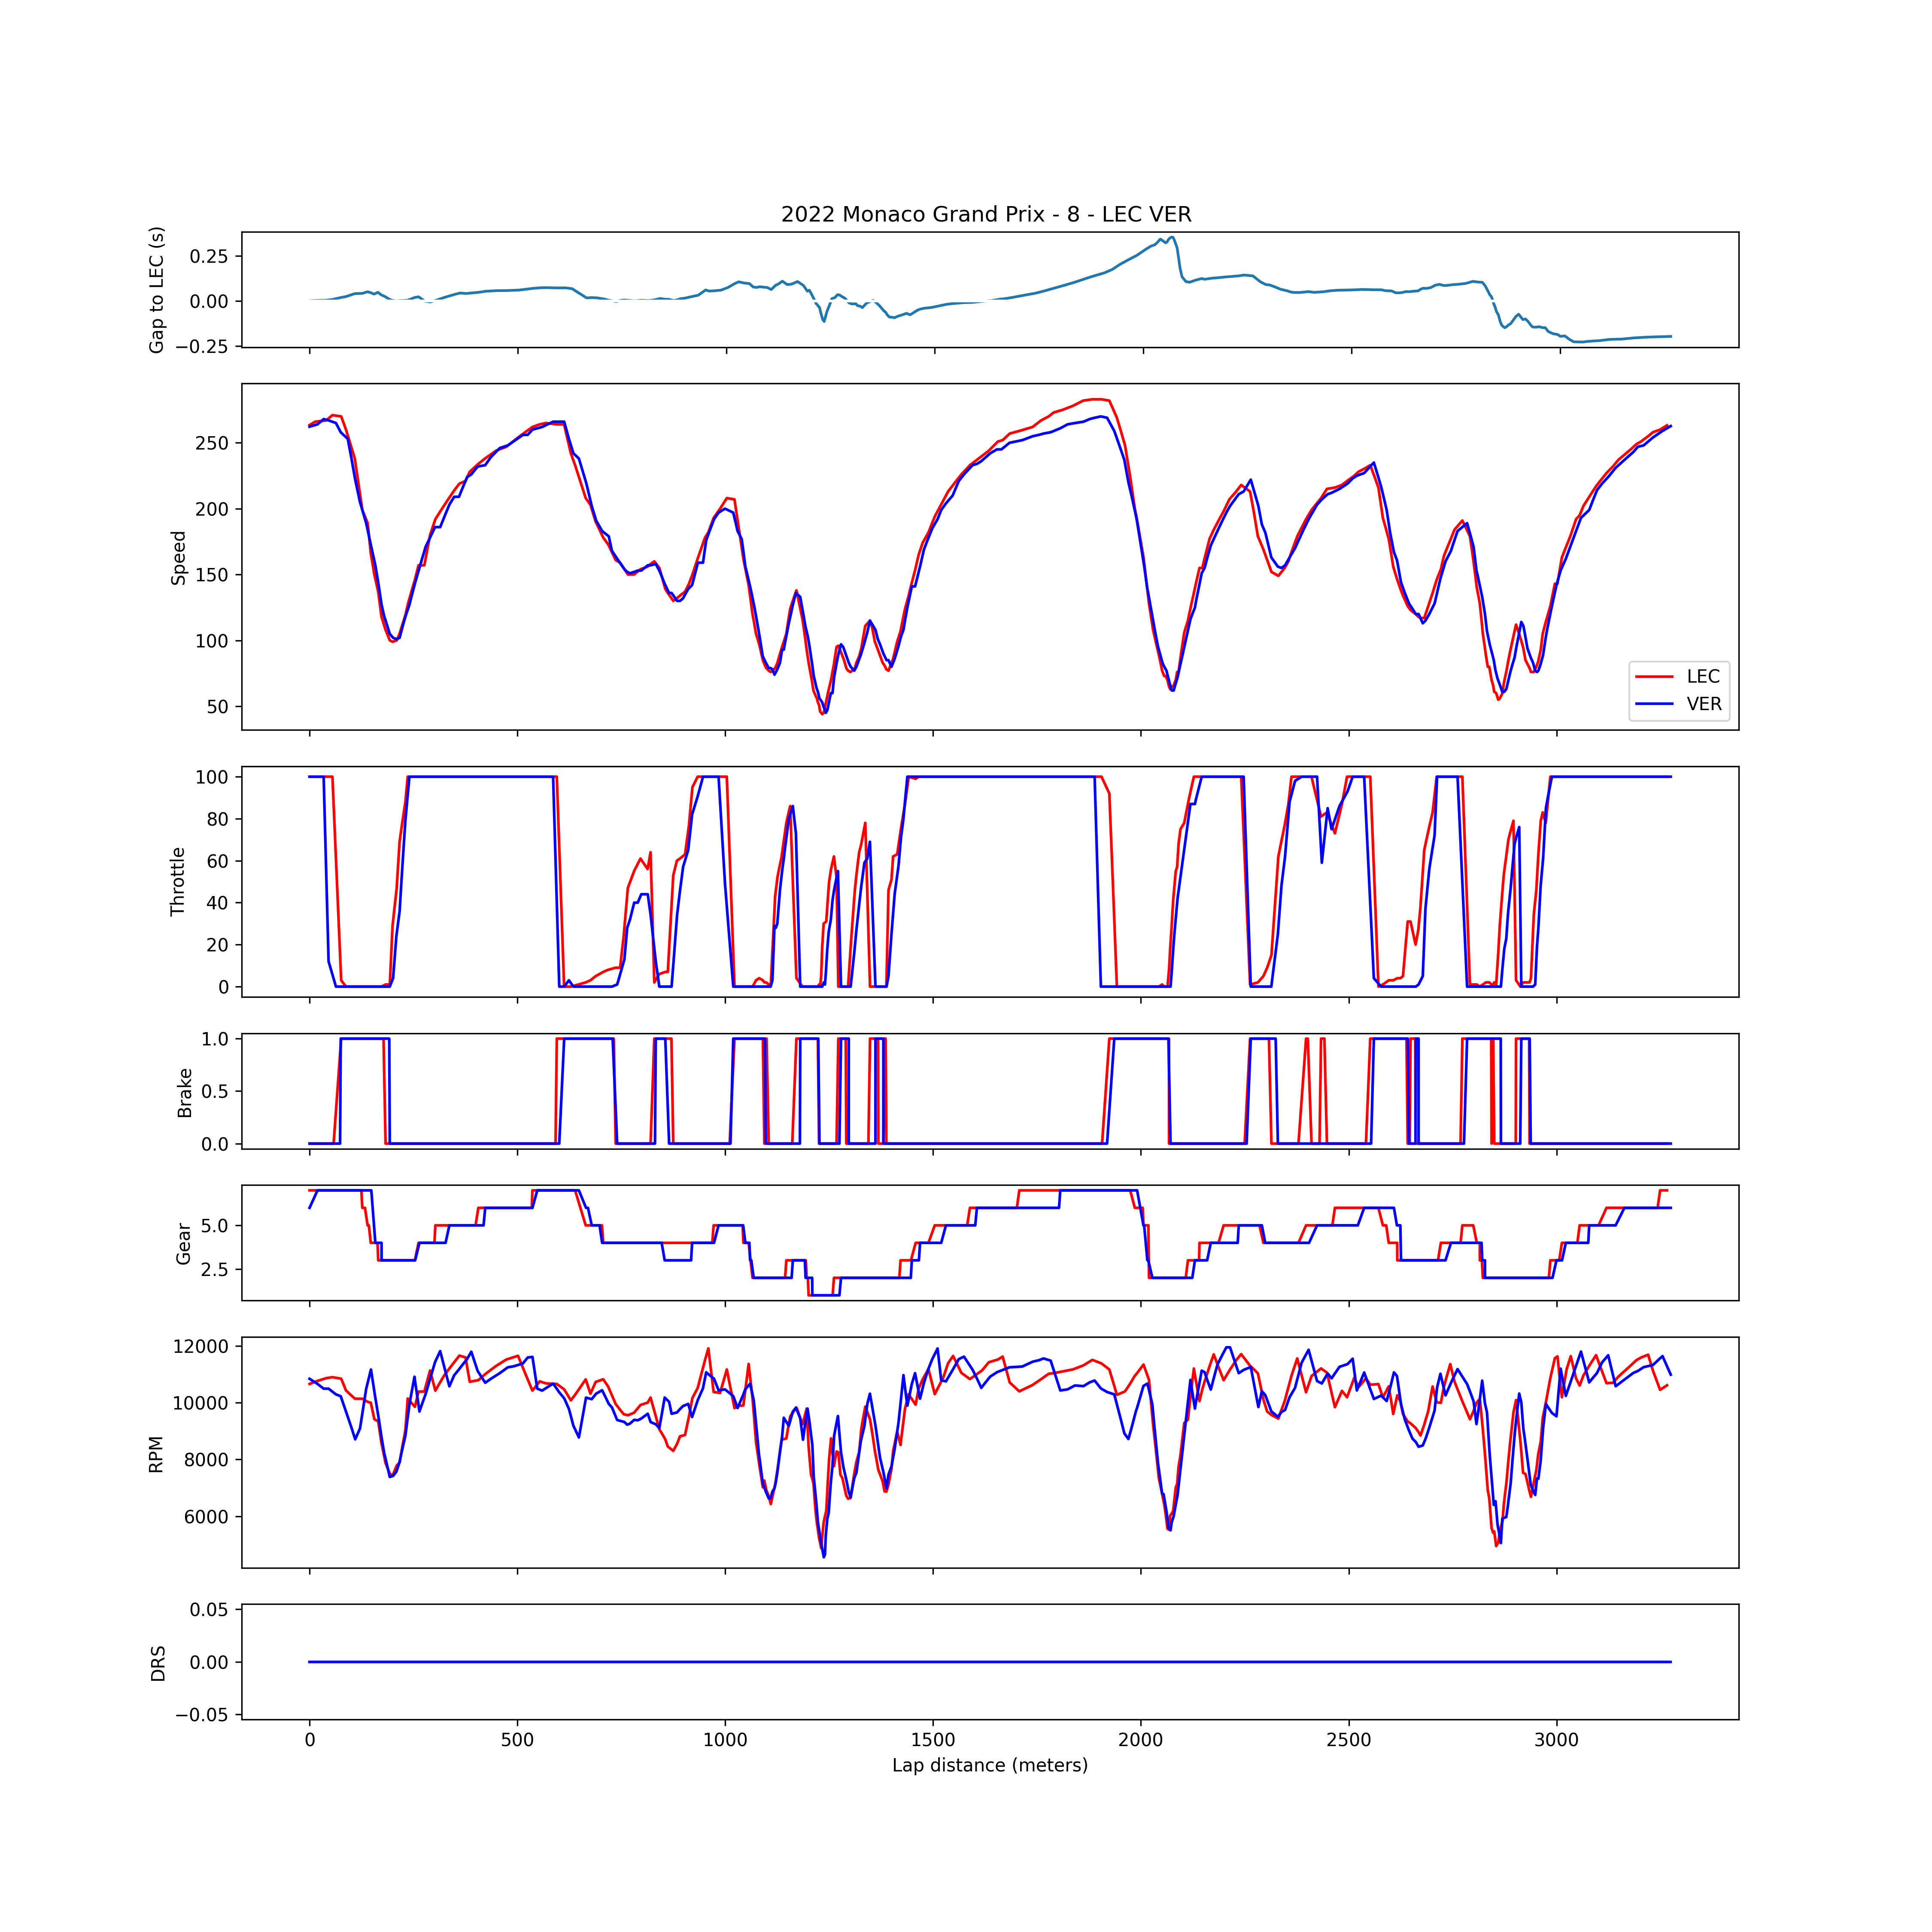 2022 Monaco Grand Prix - 8 - LEC VER
Gap to LEC (s)
0.25
0.00
−0.25
Speed
250
200
150
100
50
LEC
VER
Throttle
100
80
60
40
20
0
Brake
1.0
0.5
0.0
Gear
5.0
2.5
RPM
12000
10000
8000
6000
DRS
0.05
0.00
−0.05
0 500 1000 1500 2000 2500 3000
Lap distance (meters)